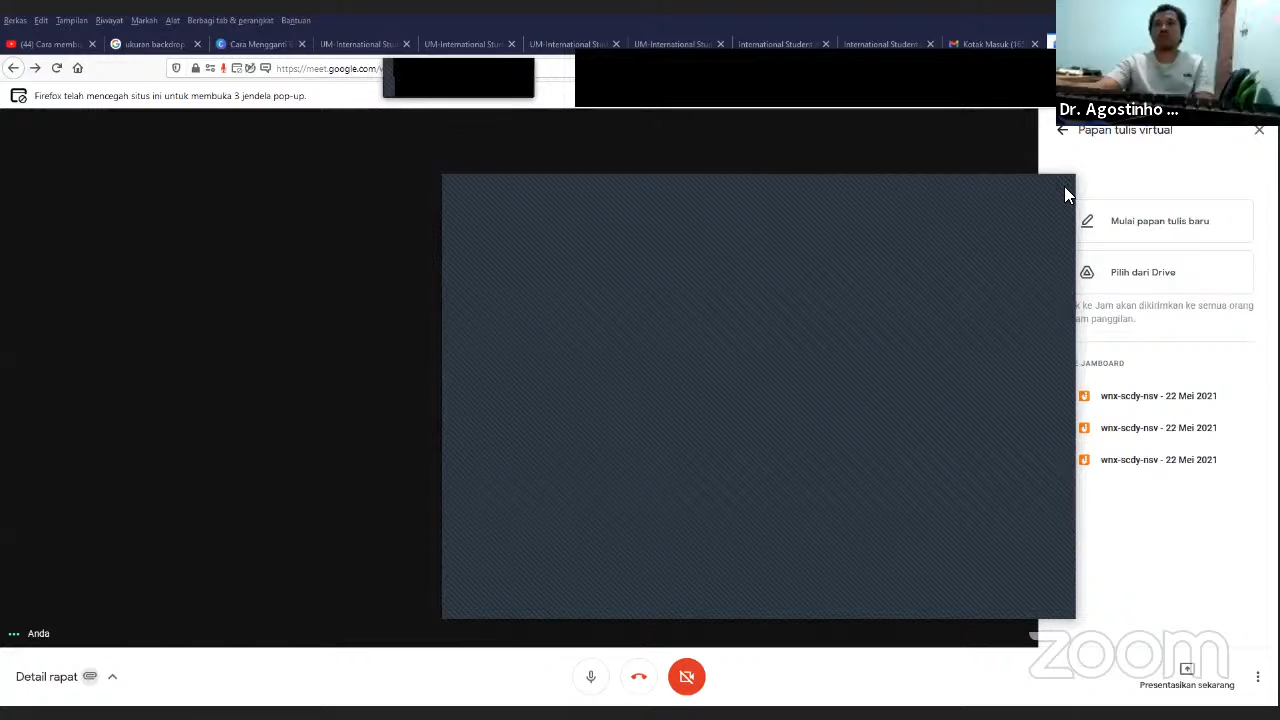 Berkas Edit Tampilan Riwayat Markah Alat Berbagi tab & perangkat Bantuan
(44) Cara membu
ukuran backdrop
Cara Mengganti B
UM-International Stu
UM-International Stu
UM-International Stu
UM-International Stu
International Student
International Student
Kotak Masuk (165
https://meet.google.com/
Firefox telah mencegah situs ini untuk membuka 3 jendela pop-up.
Dr. Agostinho ...
Papan tulis virtual
Mulai papan tulis baru
Pilih dari Drive
k ke Jam akan dikirimkan ke semua orang
am panggilan.
JAMBOARD
wnx-scdy-nsv - 22 Mei 2021
wnx-scdy-nsv - 22 Mei 2021
wnx-scdy-nsv - 22 Mei 2021
Anda
zoom
Detail rapat
Presentasikan sekarang